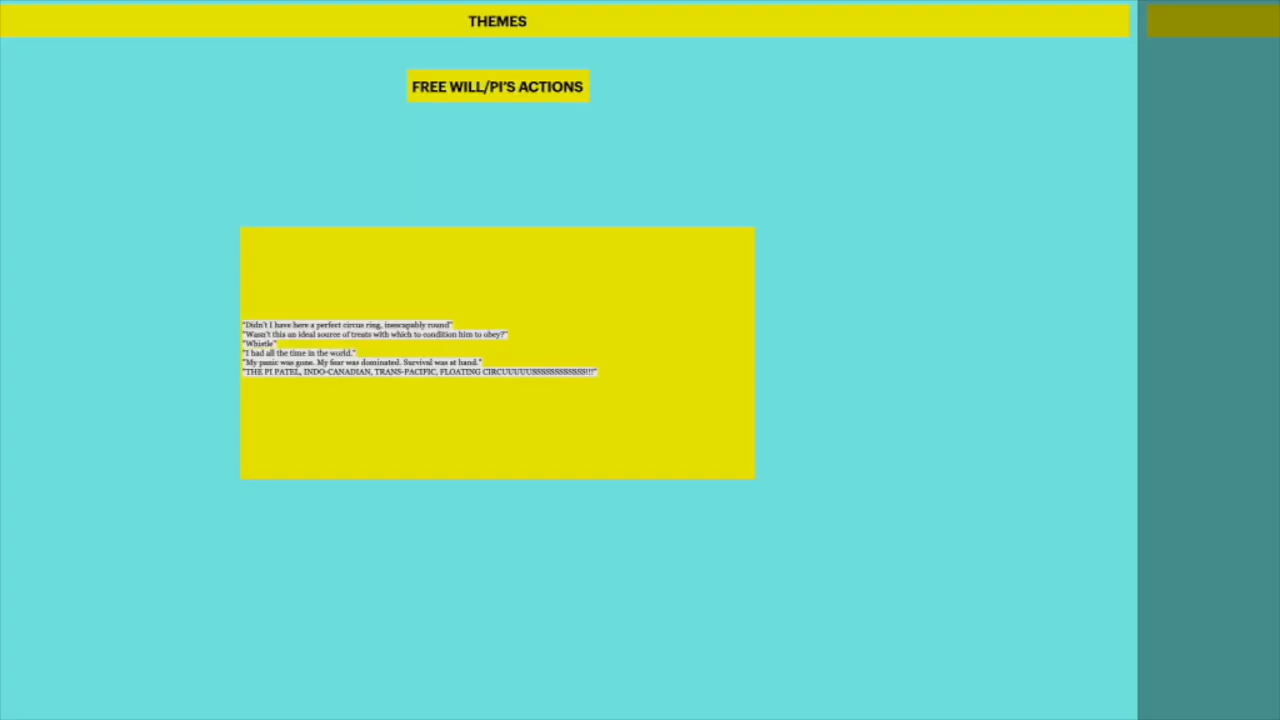 THEMES
FREE WILL/PI'S ACTIONS
"Didn't I have here a perfect circus ring, inescapably round"
"Wasn't this an ideal source of treats with which to condition him to obey?"
"Whistle"
"I had all the time in the world."
"My panic was gone. My fear was dominated. Survival was at hand."
"THE PI PATEL, INDO-CANADIAN, TRANS-PACIFIC, FLOATING CIRCUUUUUSSSSSSSSSSSS!!!"